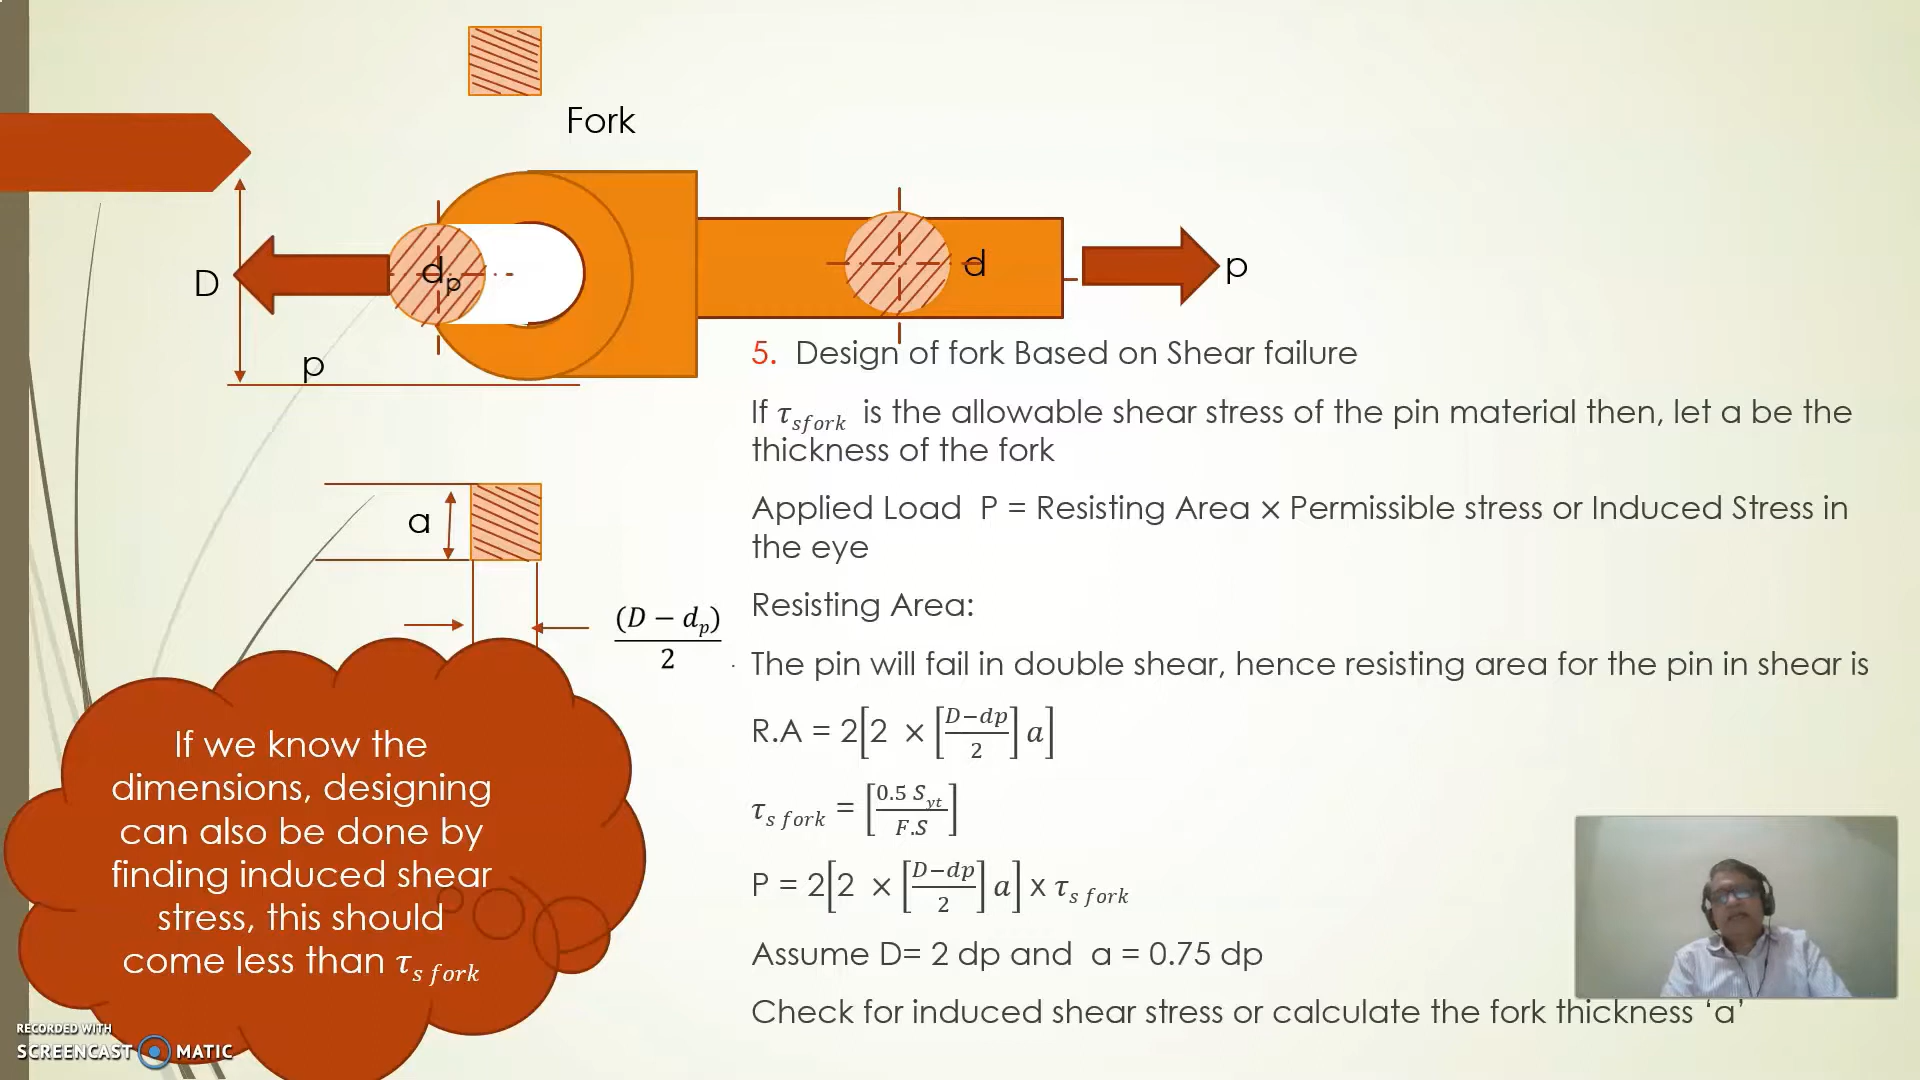 Fork
D
d_p
d
p
p
5. Design of fork Based on Shear failure
If τ_sfork is the allowable shear stress of the pin material then, let a be the
thickness of the fork
a
Applied Load P = Resisting Area × Permissible stress or Induced Stress in
the eye
Resisting Area:
(D − d_p)/2
The pin will fail in double shear, hence resisting area for the pin in shear is
R.A = 2[2 × [D−dp/2] a]
τ_s fork = [0.5 S_yt/F.S]
P = 2[2 × [D−dp/2] a] x τ_s fork
Assume D= 2 dp and a = 0.75 dp
Check for induced shear stress or calculate the fork thickness ‘a’
If we know the
dimensions, designing
can also be done by
finding induced shear
stress, this should
come less than τ_s fork
RECORDED WITH
SCREENCAST MATIC